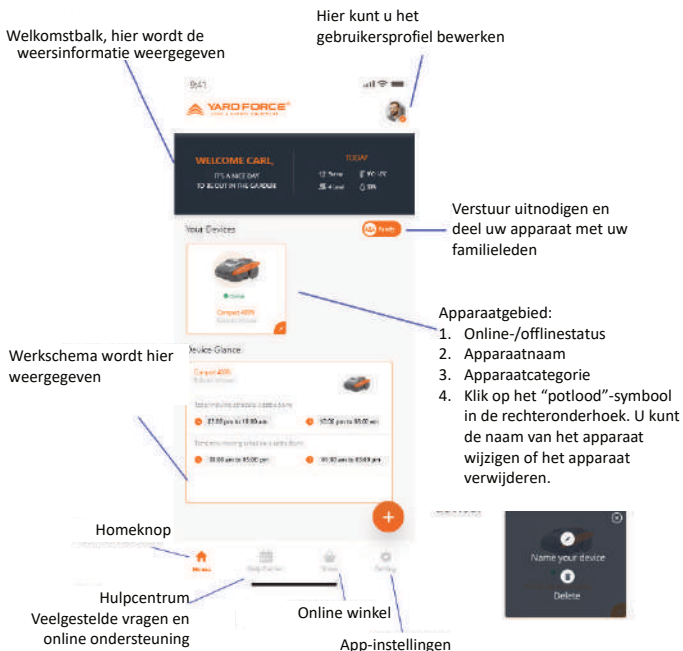 Hier kunt u het
gebruikersprofiel bewerken
Welkomstbalk, hier wordt de
weersinformatie weergegeven
9:41
YARD FORCE®
WELCOME CARL,
IT'S A NICE DAY
TO BE OUT IN THE GARDEN!
TODAY
Verstuur uitnodigen en
deel uw apparaat met uw
familieleden
Your Devices
Compact 400Ri
Apparaatgebied:
1. Online-/offlinestatus
2. Apparaatnaam
3. Apparaatcategorie
4. Klik op het “potlood”-symbool
in de rechteronderhoek. U kunt
de naam van het apparaat
wijzigen of het apparaat
verwijderen.
Werkschema wordt hier
weergegeven
Device Glance
Compact 400Ri
+
Name your device
Delete
Homeknop
Home
Hulpcentrum
Veelgestelde vragen en
online ondersteuning
Online winkel
App-instellingen